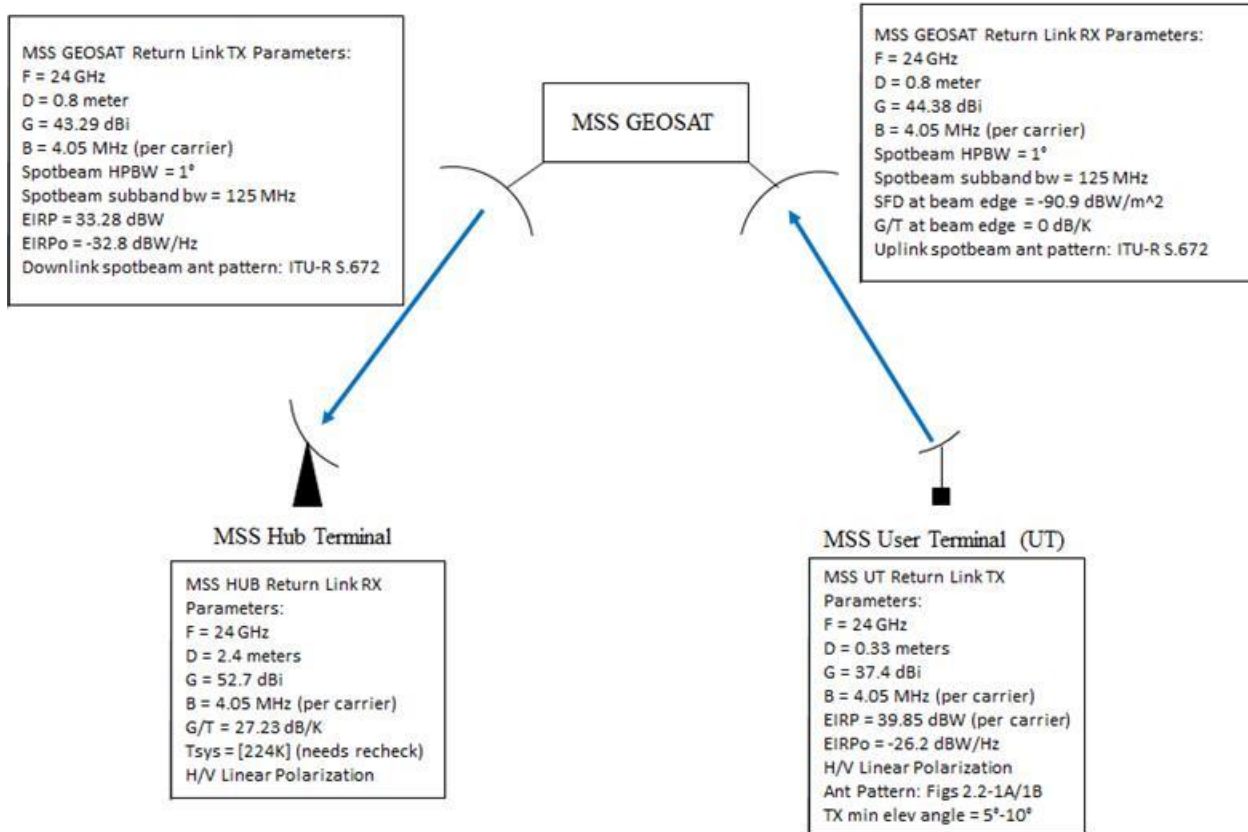 MSS GEOSAT Return Link TX Parameters:
F = 24 GHz
D = 0.8 meter
G = 43.29 dBi
B = 4.05 MHz (per carrier)
Spotbeam HPBW = 1°
Spotbeam subband bw = 125 MHz
EIRP = 33.28 dBW
EIRPo = -32.8 dBW/Hz
Downlink spotbeam ant pattern: ITU-R S.672
MSS GEOSAT
MSS GEOSAT Return Link RX Parameters:
F = 24 GHz
D = 0.8 meter
G = 44.38 dBi
B = 4.05 MHz (per carrier)
Spotbeam HPBW = 1°
Spotbeam subband bw = 125 MHz
SFD at beam edge = -90.9 dBW/m^2
G/T at beam edge = 0 dB/K
Uplink spotbeam ant pattern: ITU-R S.672
MSS Hub Terminal
MSS HUB Return Link RX
Parameters:
F = 24 GHz
D = 2.4 meters
G = 52.7 dBi
B = 4.05 MHz (per carrier)
G/T = 27.23 dB/K
Tsys = [224K] (needs recheck)
H/V Linear Polarization
MSS User Terminal (UT)
MSS UT Return Link TX
Parameters:
F = 24 GHz
D = 0.33 meters
G = 37.4 dBi
B = 4.05 MHz (per carrier)
EIRP = 39.85 dBW (per carrier)
EIRPo = -26.2 dBW/Hz
H/V Linear Polarization
Ant Pattern: Figs 2.2-1A/1B
TX min elev angle = 5°-10°